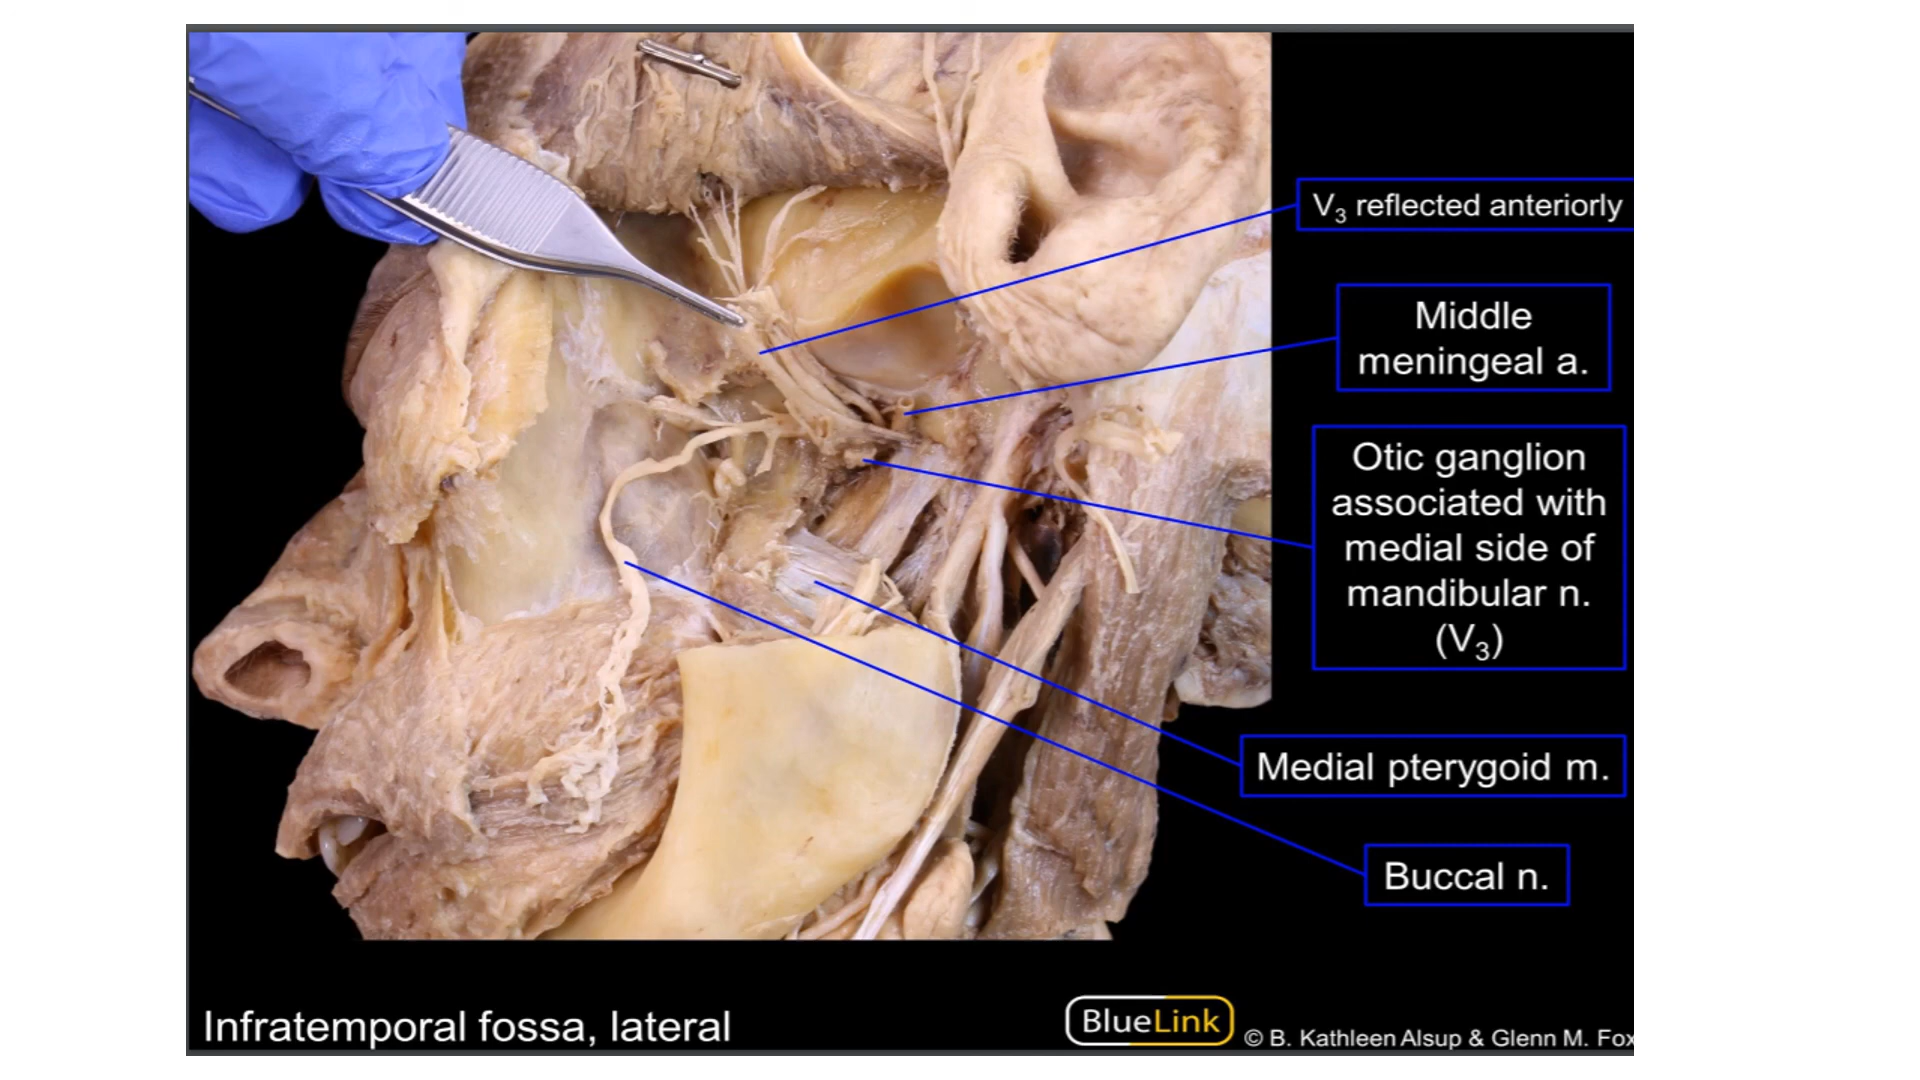 V₃ reflected anteriorly
Middle
meningeal a.
Otic ganglion
associated with
medial side of
mandibular n.
(V₃)
Medial pterygoid m.
Buccal n.
Infratemporal fossa, lateral
BlueLink
© B. Kathleen Alsup & Glenn M. Fox